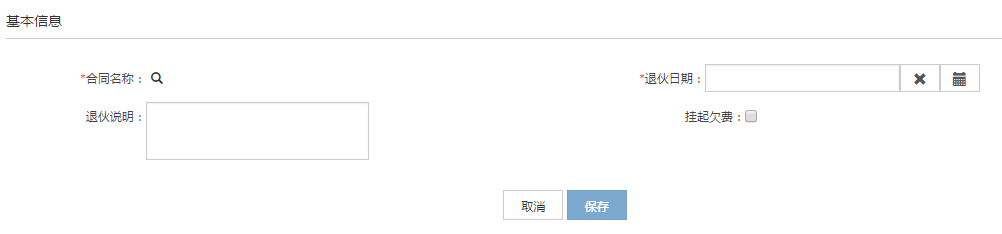 基本信息
*合同名称：
*退伙日期：
退伙说明：
挂起欠费：
取消
保存